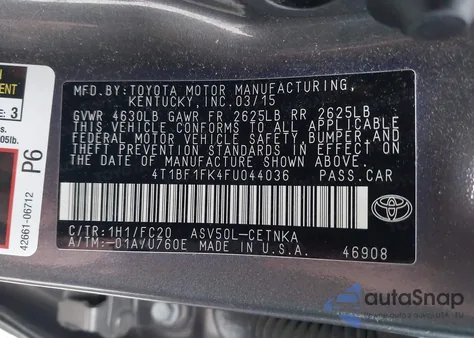 MFD.BY:TOYOTA MOTOR MANUFACTURING,
KENTUCKY, INC.03/15
GVWR 4630LB GAWR FR 2625LB RR 2625LB
THIS VEHICLE CONFORMS TO ALL APPLICABLE
FEDERAL MOTOR VEHICLE SAFETY, BUMPER, AND
THEFT PREVENTION STANDARDS IN EFFECT ON
THE DATE OF MANUFACTURE SHOWN ABOVE.
4T1BF1FK4FU044036 PASS.CAR
C/TR:1H1/FC20 ASV50L-CETNKA
A/TM:-01A/U760E MADE IN U.S.A. 46908
TOYOTA
3
P6
42661-06712
autoSnap